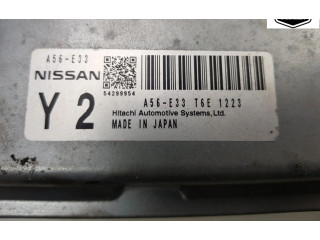 A56-E33
NISSAN
Y 2
54299954
A56-E33 T6E 1223
Hitachi Automotive Systems,Ltd.
MADE IN JAPAN